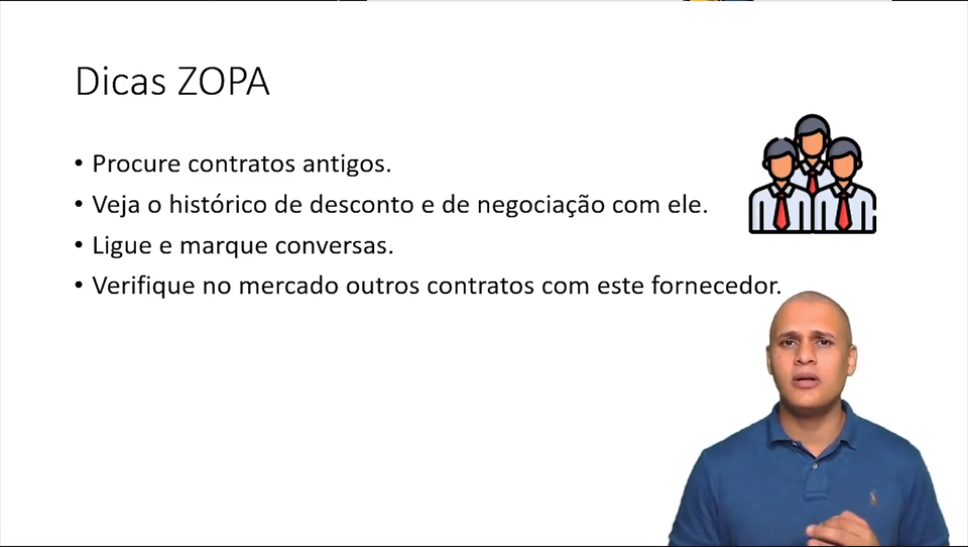 Dicas ZOPA
• Procure contratos antigos.
• Veja o histórico de desconto e de negociação com ele.
• Ligue e marque conversas.
• Verifique no mercado outros contratos com este fornecedor.